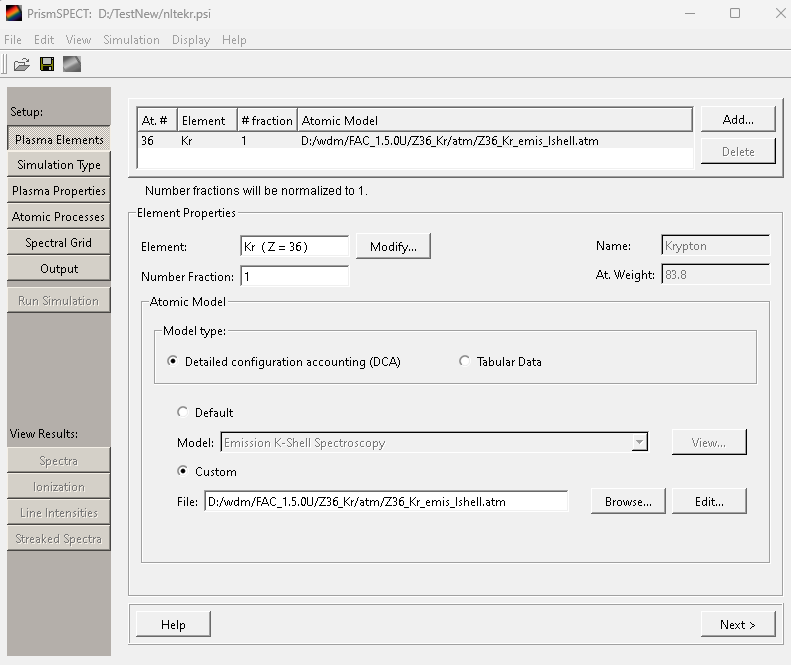 PrismSPECT: D:/TestNew/nltekr.psi
File Edit View Simulation Display Help
Setup:
Plasma Elements
Simulation Type
Plasma Properties
Atomic Processes
Spectral Grid
Output
Run Simulation
View Results:
Spectra
Ionization
Line Intensities
Streaked Spectra
At. # Element # fraction Atomic Model
36 Kr 1 D:/wdm/FAC_1.5.0U/Z36_Kr/atm/Z36_Kr_emis_lshell.atm
Add...
Delete
Number fractions will be normalized to 1.
Element Properties
Element: Kr (Z = 36) Modify... Name: Krypton
Number Fraction: 1 At. Weight: 83.8
Atomic Model
Model type:
Detailed configuration accounting (DCA) Tabular Data
Default
Model: Emission K-Shell Spectroscopy View...
Custom
File: D:/wdm/FAC_1.5.0U/Z36_Kr/atm/Z36_Kr_emis_lshell.atm Browse... Edit...
Help Next >